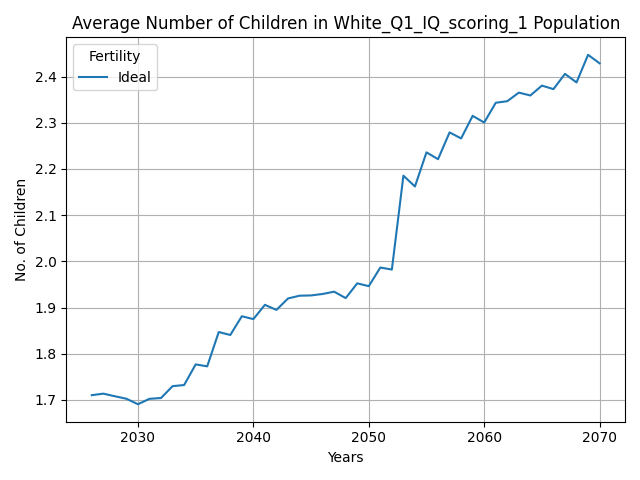 Average Number of Children in White_Q1_IQ_scoring_1 Population
Fertility
Ideal
No. of Children
2.4
2.3
2.2
2.1
2.0
1.9
1.8
1.7
2030 2040 2050 2060 2070
Years